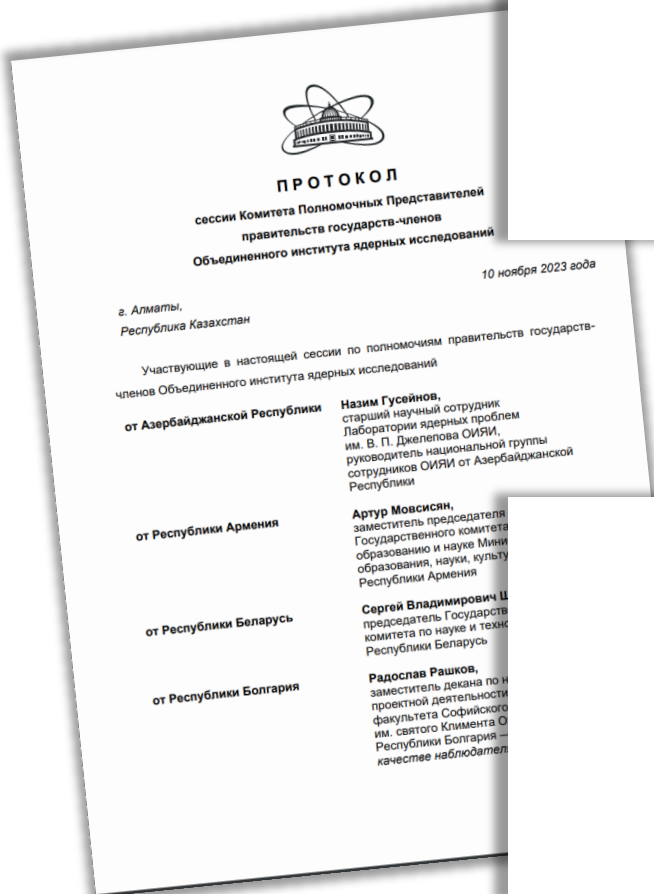 ПРОТОКОЛ
сессии Комитета Полномочных Представителей
правительств государств-членов
Объединенного института ядерных исследований
10 ноября 2023 года
г. Алматы,
Республика Казахстан
Участвующие в настоящей сессии по полномочиям правительств государств-
членов Объединенного института ядерных исследований
от Азербайджанской Республики
Назим Гусейнов,
старший научный сотрудник
Лаборатории ядерных проблем
им. В. П. Джелепова ОИЯИ,
руководитель национальной группы
сотрудников ОИЯИ от Азербайджанской
Республики
от Республики Армения
Артур Мовсисян,
заместитель председателя
Государственного комитета
образованию и науке
образования, науки,
Республики Армения
от Республики Беларусь
Сергей Владимирович
председатель
комитета по науке и
Республики Беларусь
от Республики Болгария
Радослав Рашков,
заместитель декана по
проектной деятельности
факультета Софийского
им. святого Климента
Республики Болгария —
качестве